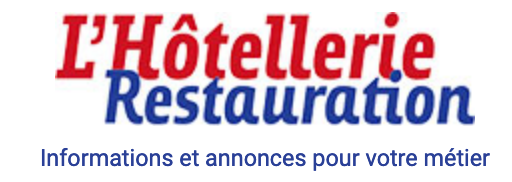 L'Hôtellerie
Restauration
Informations et annonces pour votre métier